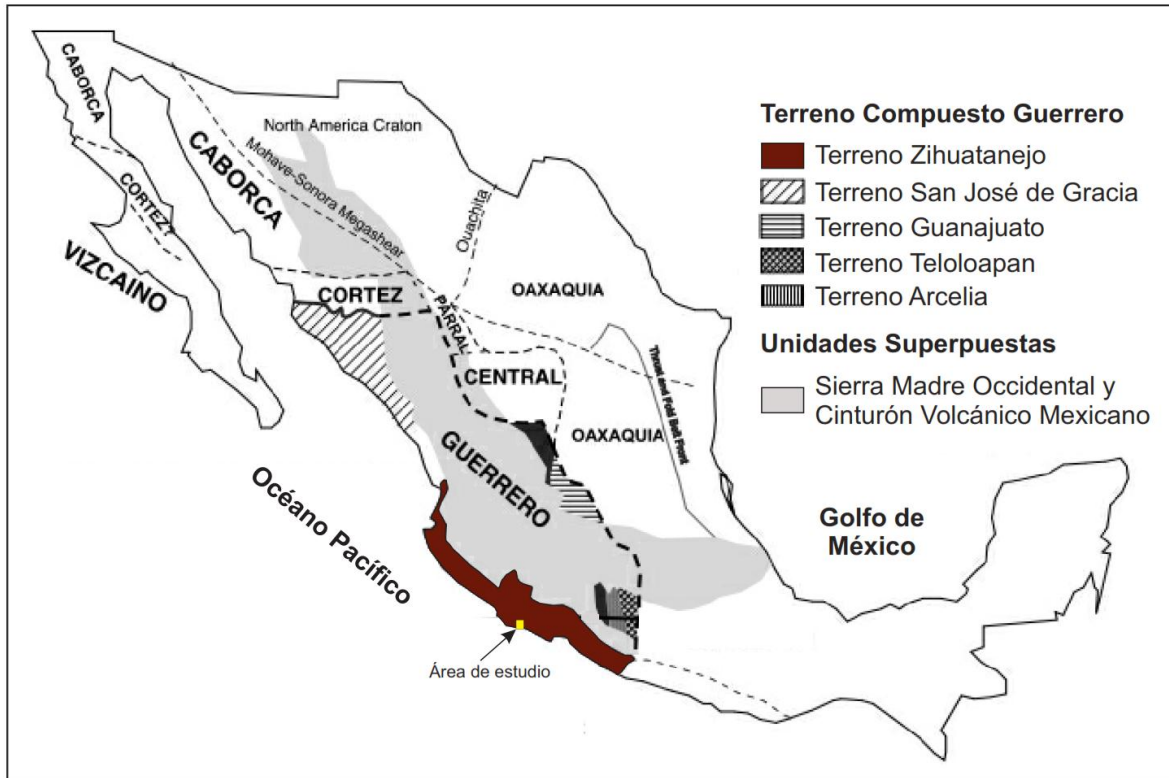 CABORCA
North America Craton
CABORCA
Mohave-Sonora Megashear
CORTEZ?
Ouachita
VIZCAINO
CORTEZ
PARRAL
OAXAQUIA
CENTRAL
Thrust and Fold Belt Front
OAXAQUIA
GUERRERO
Océano Pacífico
Golfo de
México
Área de estudio
Terreno Compuesto Guerrero
Terreno Zihuatanejo
Terreno San José de Gracia
Terreno Guanajuato
Terreno Teloloapan
Terreno Arcelia
Unidades Superpuestas
Sierra Madre Occidental y
Cinturón Volcánico Mexicano